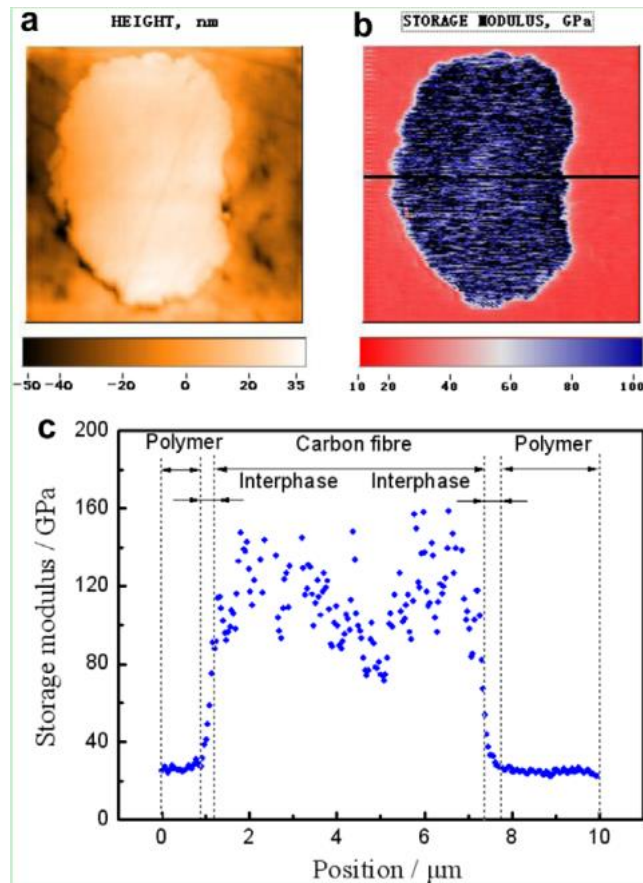 a
HEIGHT, nm
b
STORAGE MODULUS, GPa
-50 -40 -20 0 20 35
10 20 40 60 80 100
c
200
160
120
80
40
0
Storage modulus / GPa
Polymer Carbon fibre Polymer
Interphase Interphase
0 2 4 6 8 10
Position / μm